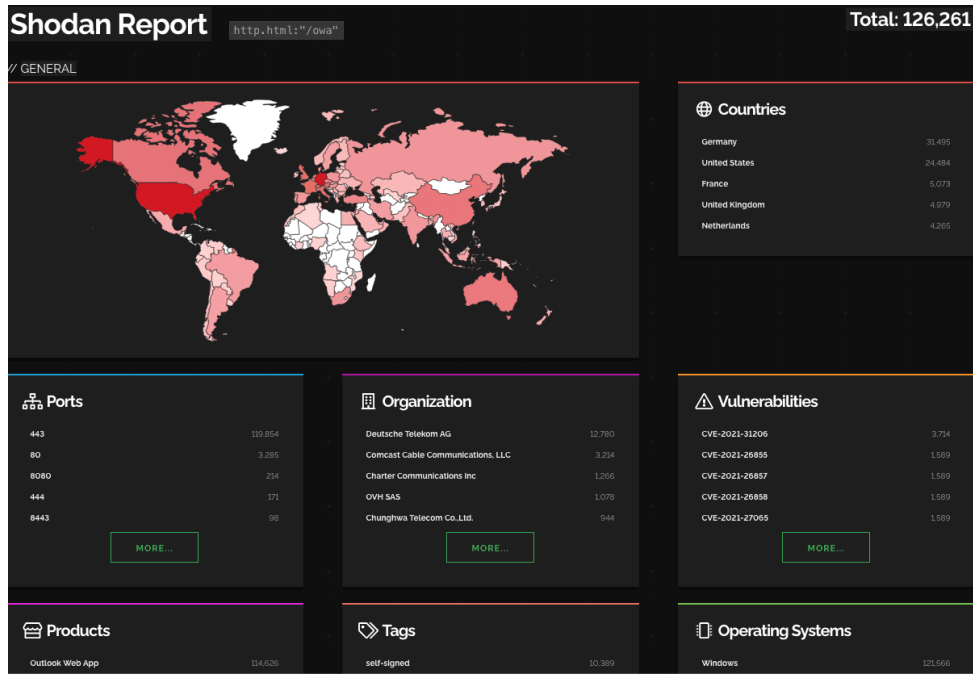 Shodan Report
http.html:"/owa"
Total: 126,261
// GENERAL
Countries
Germany 31,495
United States 24,484
France 5,073
United Kingdom 4,979
Netherlands 4,265
Ports
443 119,854
80 3,285
8080 214
444 171
8443 98
MORE...
Organization
Deutsche Telekom AG 12,780
Comcast Cable Communications, LLC 3,214
Charter Communications Inc 1,266
OVH SAS 1,078
Chunghwa Telecom Co.,Ltd. 944
MORE...
Vulnerabilities
CVE-2021-31206 3,714
CVE-2021-26855 1,589
CVE-2021-26857 1,589
CVE-2021-26858 1,589
CVE-2021-27065 1,589
MORE...
Products
Outlook Web App 114,626
Tags
self-signed 10,389
Operating Systems
Windows 121,566